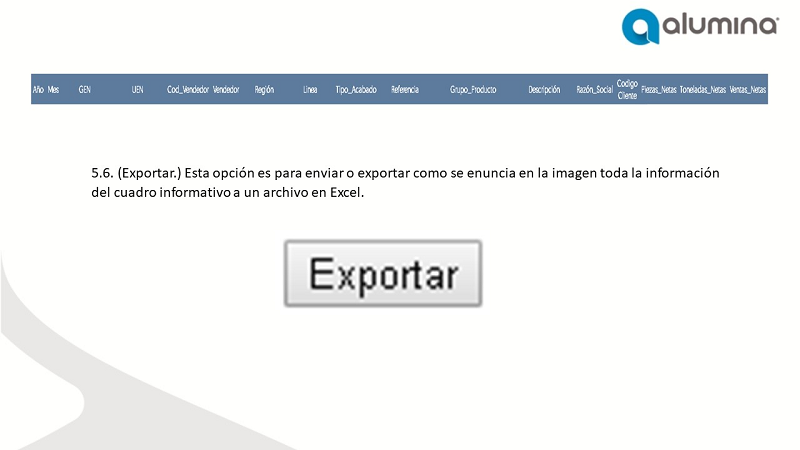 alumina
Año Mes GEN UEN Cod_Vendedor Vendedor Región Linea Tipo_Acabado Referencia Grupo_Producto Descripción Razón_Social Codigo Cliente Piezas_Netas Toneladas_Netas Ventas_Netas
5.6. (Exportar.) Esta opción es para enviar o exportar como se enuncia en la imagen toda la información
del cuadro informativo a un archivo en Excel.
Exportar